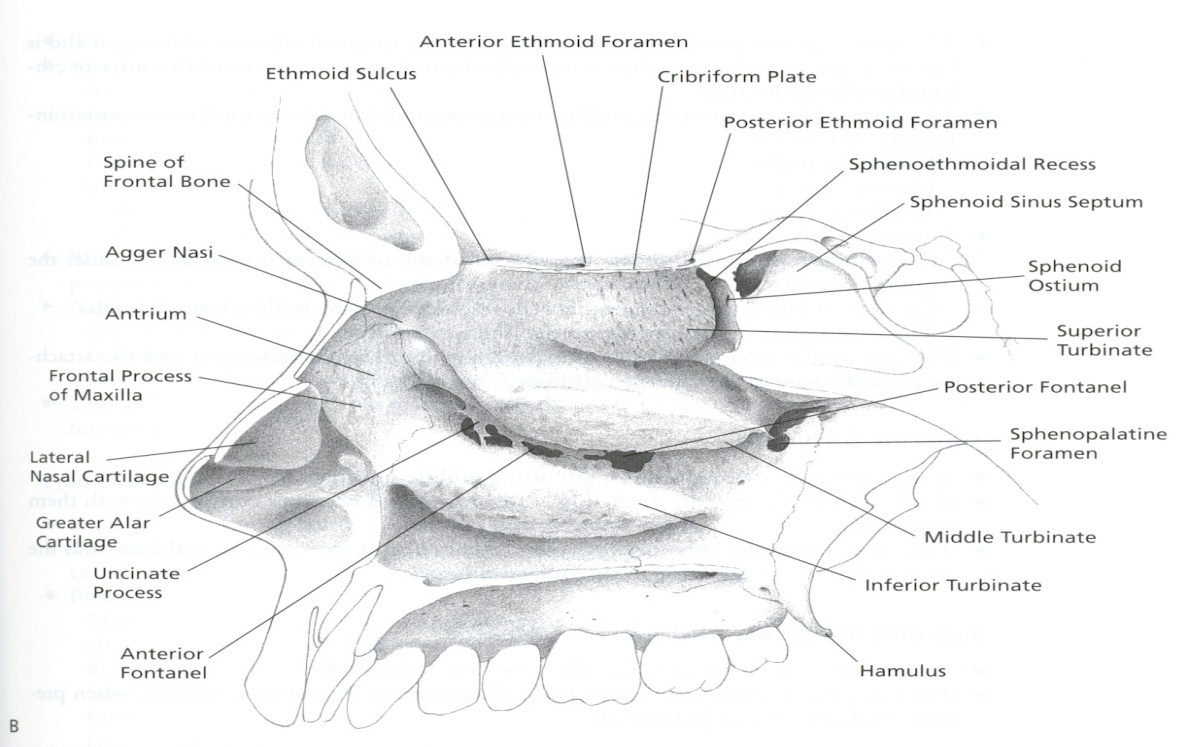 Anterior Ethmoid Foramen
Ethmoid Sulcus
Cribriform Plate
Posterior Ethmoid Foramen
Spine of
Frontal Bone
Sphenoethmoidal Recess
Sphenoid Sinus Septum
Agger Nasi
Sphenoid
Ostium
Antrium
Superior
Turbinate
Frontal Process
of Maxilla
Posterior Fontanel
Sphenopalatine
Foramen
Lateral
Nasal Cartilage
Greater Alar
Cartilage
Middle Turbinate
Uncinate
Process
Inferior Turbinate
Anterior
Fontanel
Hamulus
B